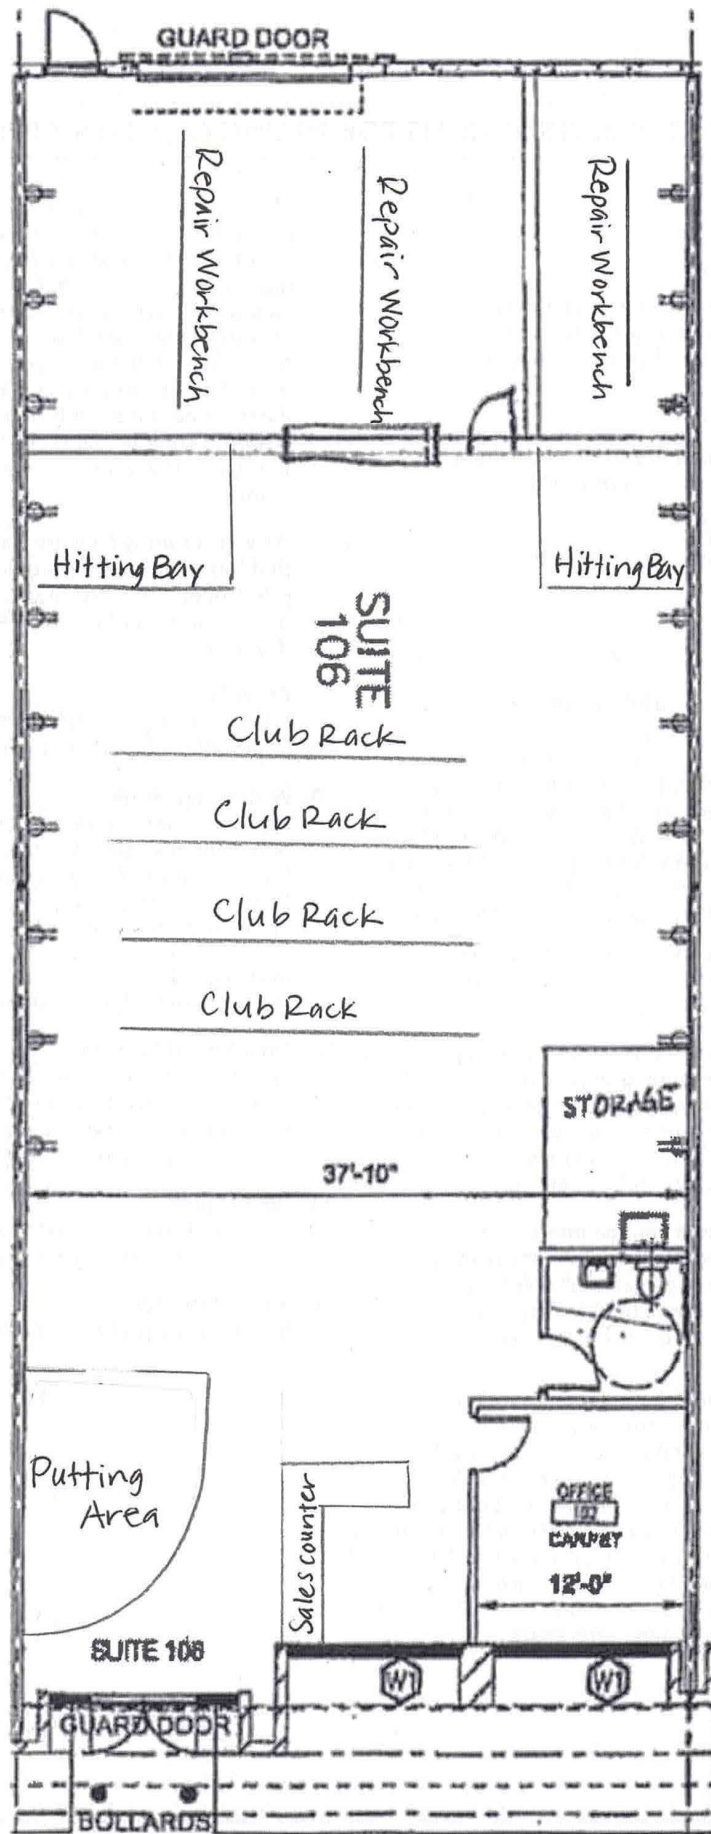 GUARD DOOR
Repair Workbench
Repair Workbench
Repair Workbench
Hitting Bay
Hitting Bay
SUITE
106
Club Rack
Club Rack
Club Rack
Club Rack
STORAGE
37'-10"
Putting
Area
Sales counter
OFFICE
102
CARPET
12'-0"
SUITE 106
W1
W1
GUARD DOOR
BOLLARDS